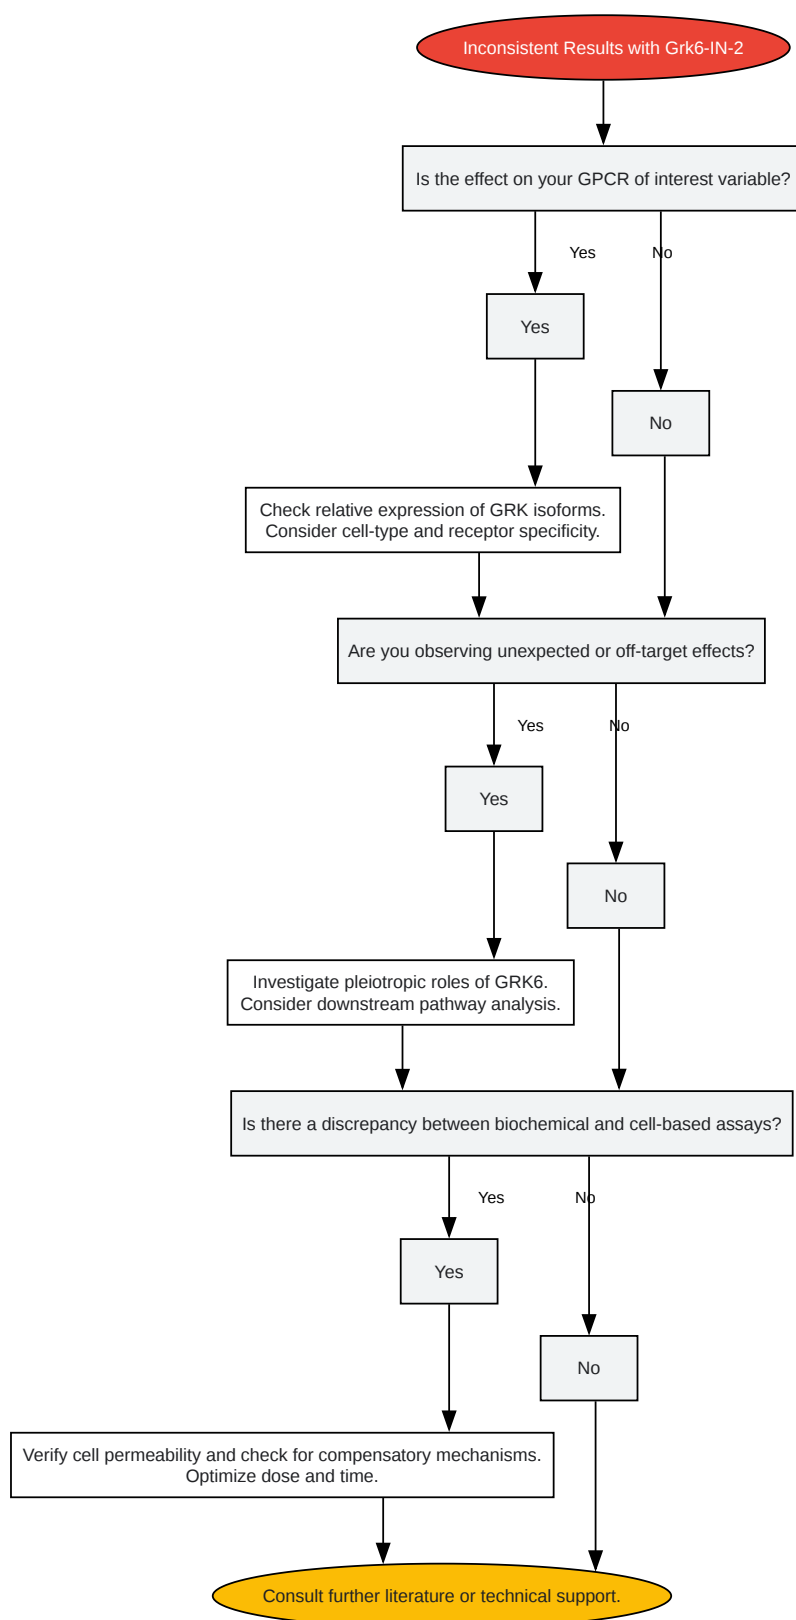 Inconsistent Results with Grk6-IN-2
Is the effect on your GPCR of interest variable?
Yes
No
Yes
No
Check relative expression of GRK isoforms.
Consider cell-type and receptor specificity.
Are you observing unexpected or off-target effects?
Yes
No
Yes
No
Investigate pleiotropic roles of GRK6.
Consider downstream pathway analysis.
Is there a discrepancy between biochemical and cell-based assays?
Yes
No
Yes
No
Verify cell permeability and check for compensatory mechanisms.
Optimize dose and time.
Consult further literature or technical support.